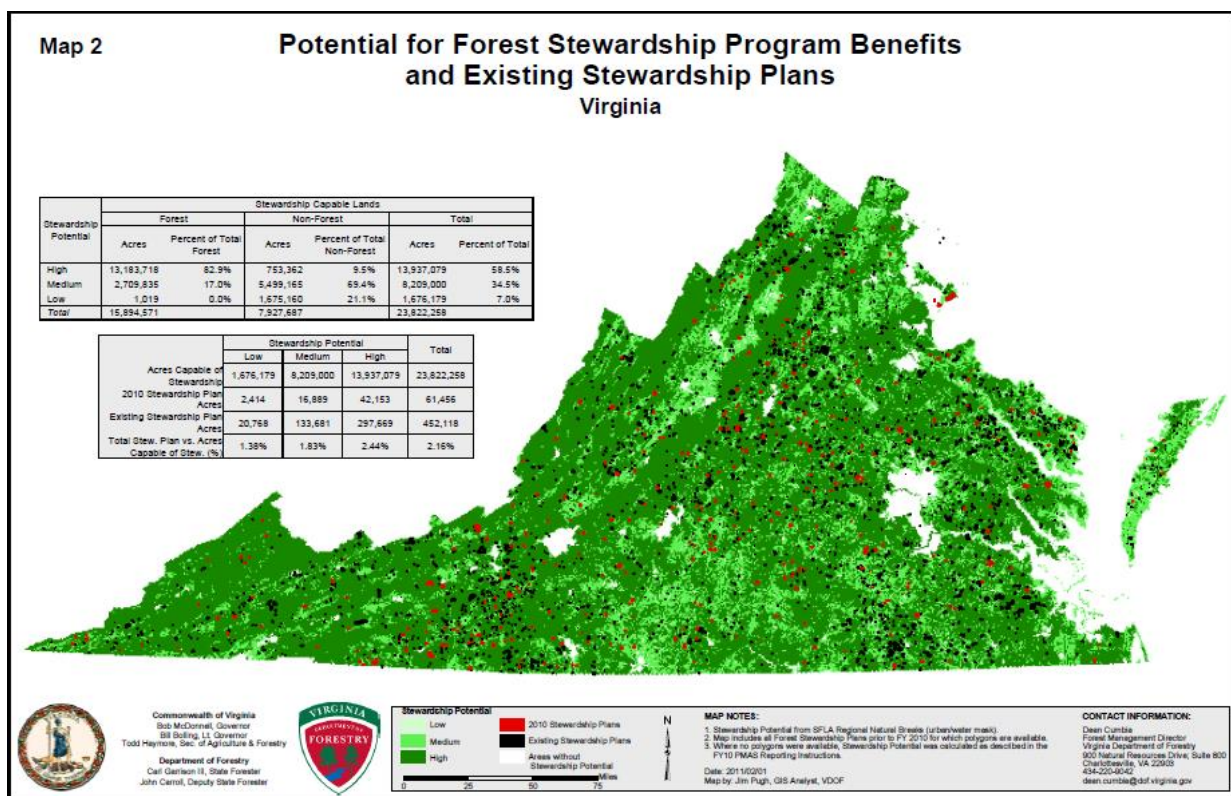 Map 2
Potential for Forest Stewardship Program Benefits
and Existing Stewardship Plans
Virginia
Stewardship Potential
Stewardship Capable Lands
Forest Non-Forest Total
Acres Percent of Total Forest Acres Percent of Total Non-Forest Acres Percent of Total
High 13,183,718 82.9% 753,362 9.5% 13,937,079 58.5%
Medium 2,709,835 17.0% 5,499,165 69.4% 8,209,000 34.5%
Low 1,019 0.0% 1,675,160 21.1% 1,676,179 7.0%
Total 15,894,571 7,927,687 23,822,258
Stewardship Potential Total
Low Medium High
Acres Capable of Stewardship 1,676,179 8,209,000 13,937,079 23,822,258
2010 Stewardship Plan Acres 2,414 16,889 42,153 61,456
Existing Stewardship Plan Acres 20,768 133,681 297,669 452,118
Total Stew. Plan vs. Acres Capable of Stew. (%) 1.38% 1.83% 2.44% 2.16%
Commonwealth of Virginia
Bob McDonnell, Governor
Bill Bolling, Lt. Governor
Todd Haymore, Sec. of Agriculture & Forestry
Department of Forestry
Carl Garrison III, State Forester
John Carroll, Deputy State Forester
VIRGINIA
DEPARTMENT OF
FORESTRY
Stewardship Potential
Low
Medium
High
2010 Stewardship Plans
Existing Stewardship Plans
Areas without
Stewardship Potential
N
Miles
0 25 50 75
MAP NOTES:
1. Stewardship Potential from SFLA Regional Natural Breaks (urban/water mask).
2. Map includes all Forest Stewardship Plans prior to FY 2010 for which polygons are available.
3. Where no polygons were available, Stewardship Potential was calculated as described in the
FY10 PMAS Reporting Instructions.
Date: 2011/02/01
Map by: Jim Pugh, GIS Analyst, VDOF
CONTACT INFORMATION:
Dean Cumbia
Forest Management Director
Virginia Department of Forestry
900 Natural Resources Drive, Suite 800
Charlottesville, VA 22903
434-220-9042
dean.cumbia@dof.virginia.gov